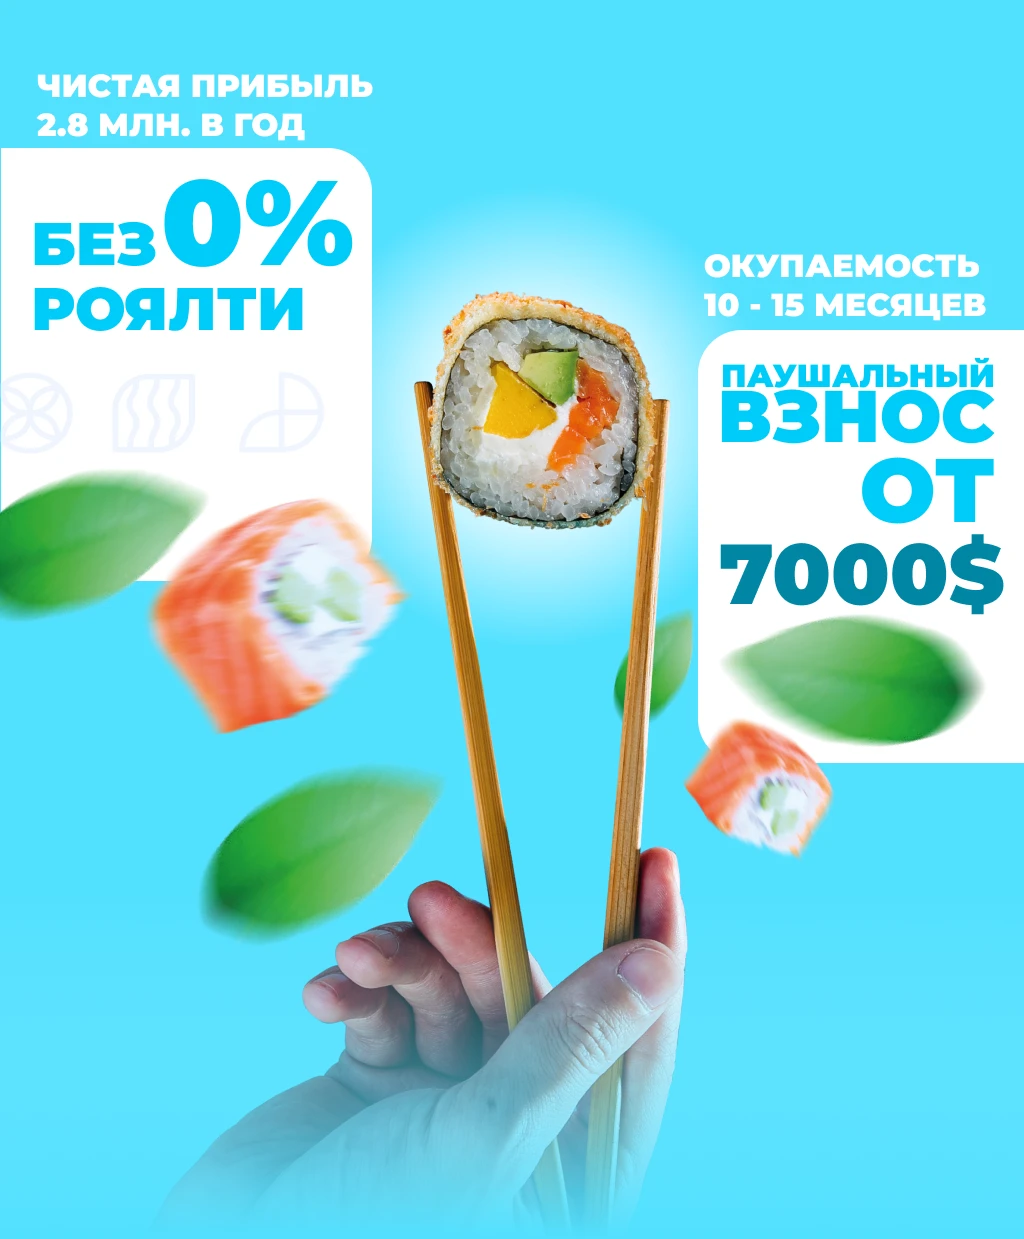 ЧИСТАЯ ПРИБЫЛЬ
2.8 МЛН. В ГОД
БЕЗ 0%
РОЯЛТИ
ОКУПАЕМОСТЬ
10 - 15 МЕСЯЦЕВ
ПАУШАЛЬНЫЙ
ВЗНОС
ОТ
7000$